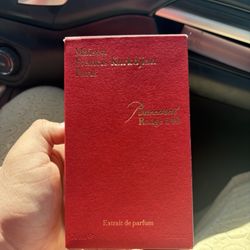 Maison
Francis Kurkdjian
Paris
Baccarat
Rouge 540
Extrait de parfum